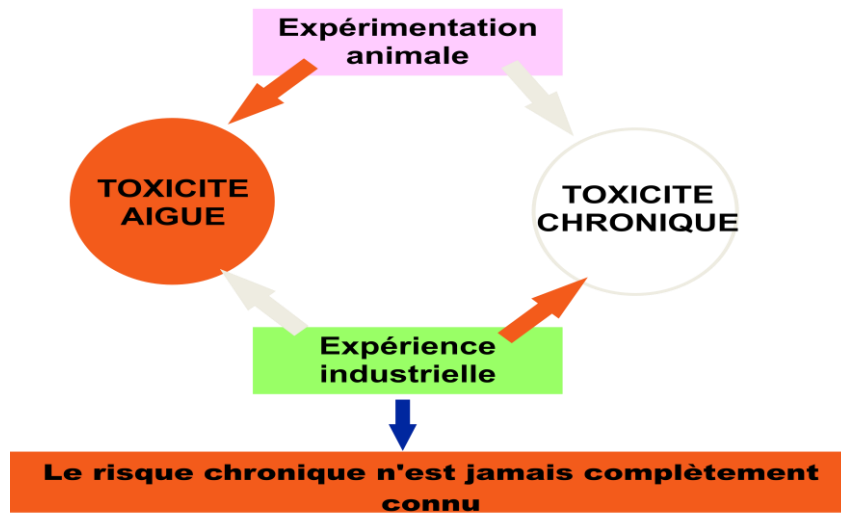 Expérimentation
animale
TOXICITE
AIGUE
TOXICITE
CHRONIQUE
Expérience
industrielle
Le risque chronique n'est jamais complètement
connu